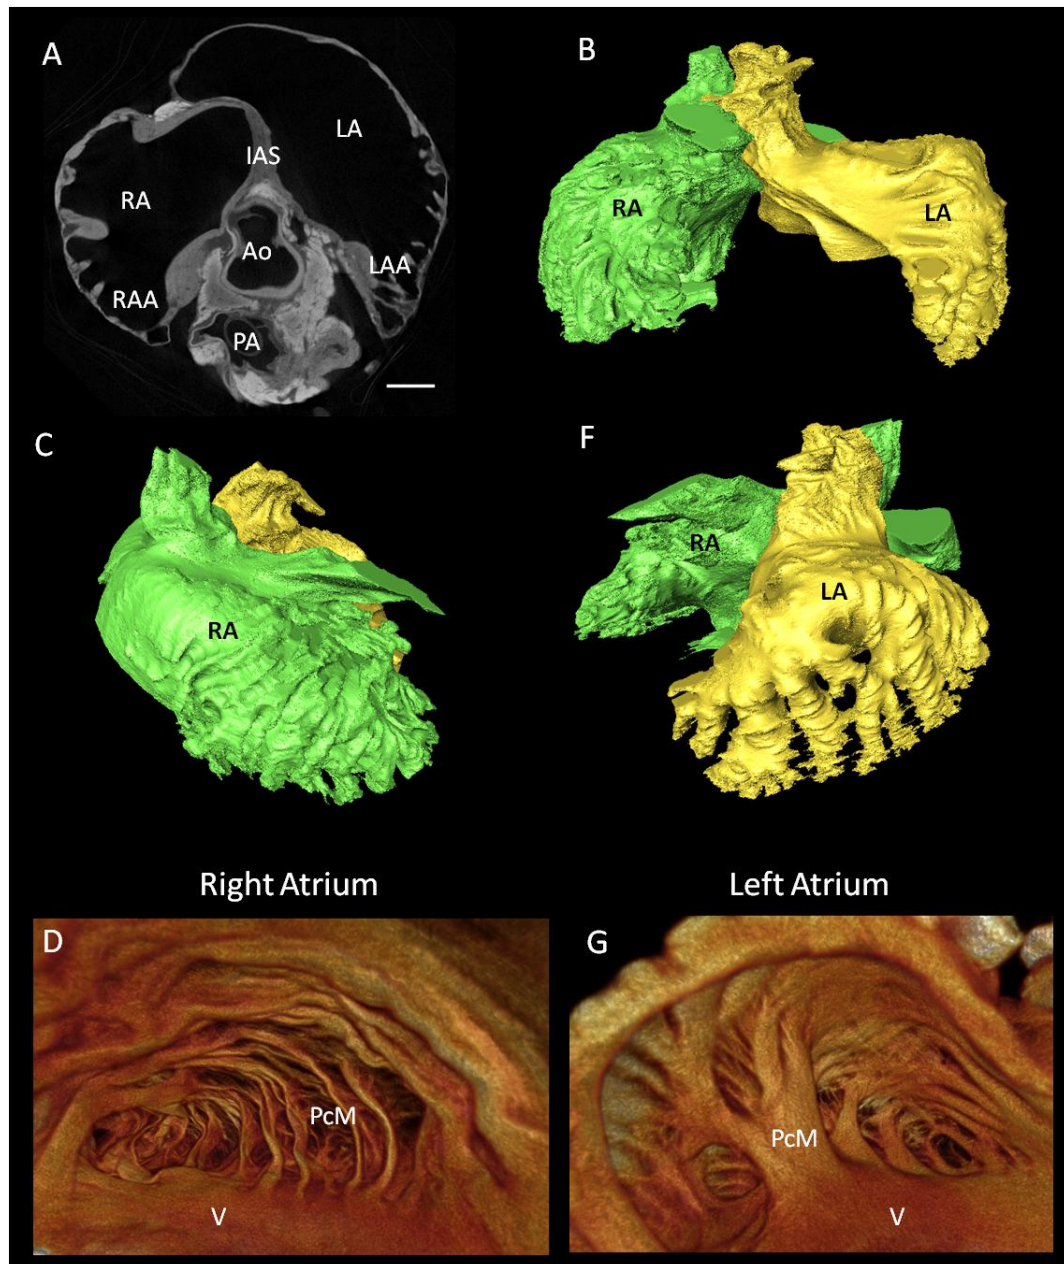 A
LA
IAS
RA
Ao
LAA
RAA
PA
B
RA
LA
C
RA
F
RA
LA
Right Atrium
Left Atrium
D
PcM
V
G
PcM
V